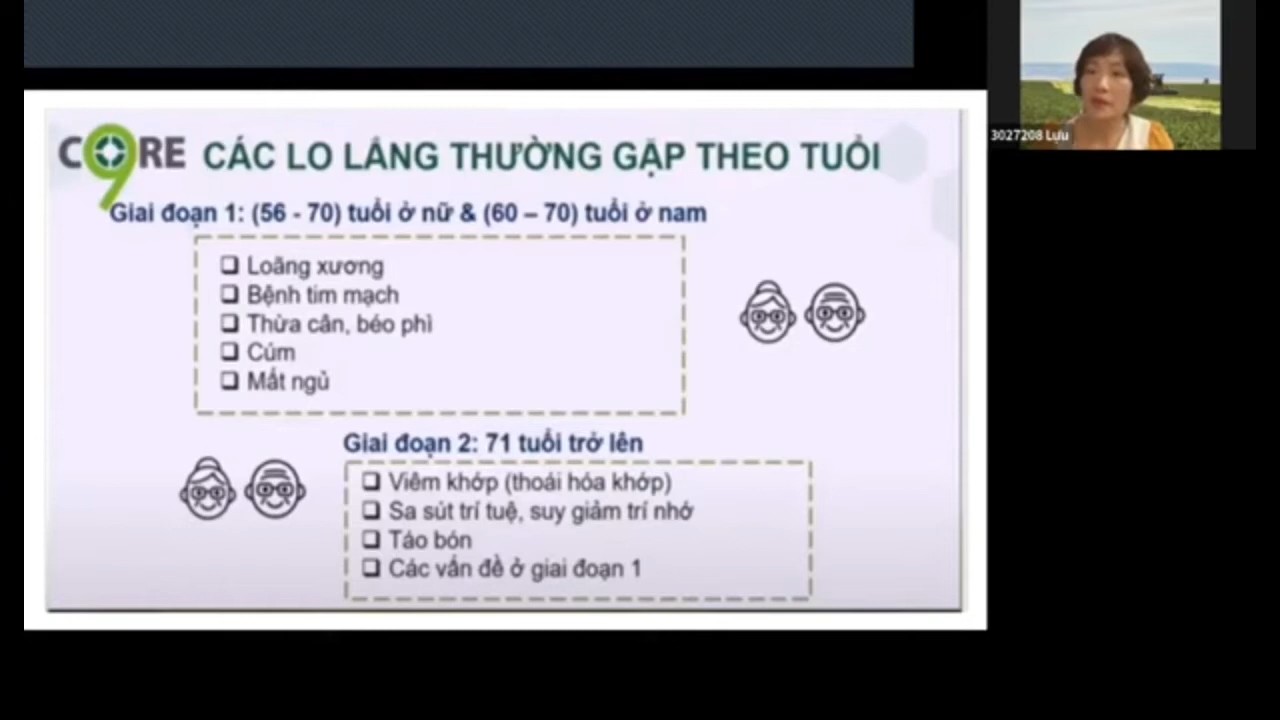 CORE 9
CÁC LO LẮNG THƯỜNG GẶP THEO TUỔI
Giai đoạn 1: (56 - 70) tuổi ở nữ & (60 – 70) tuổi ở nam
Loãng xương
Bệnh tim mạch
Thừa cân, béo phì
Cúm
Mất ngủ
Giai đoạn 2: 71 tuổi trở lên
Viêm khớp (thoái hóa khớp)
Sa sút trí tuệ, suy giảm trí nhớ
Táo bón
Các vấn đề ở giai đoạn 1
3027208 Lưu